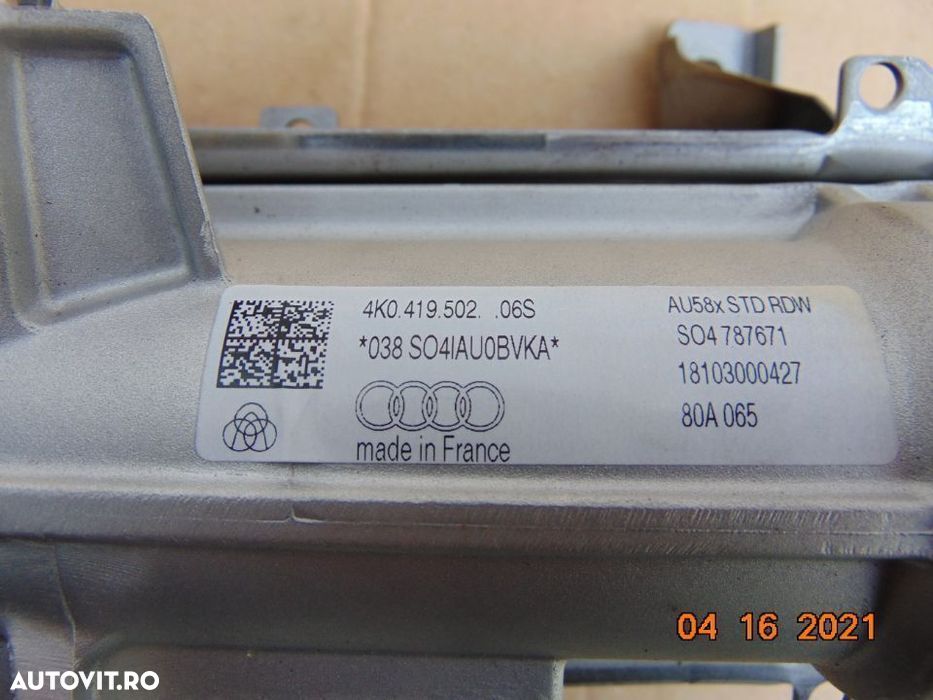 4K0.419.502. .06S
*038 SO4IAU0BVKA*
made in France
AU58x STD RDW
SO4 787671
18103000427
80A 065
04 16 2021
AUTOVIT.RO